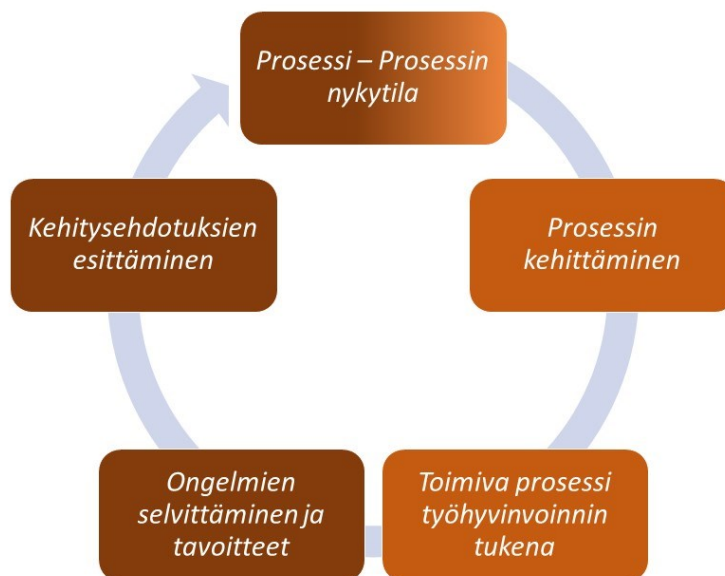 Prosessi – Prosessin
nykytila
Prosessin
kehittäminen
Toimiva prosessi
työhyvinvoinnin
tukena
Ongelmien
selvittäminen ja
tavoitteet
Kehitysehdotuksien
esittäminen